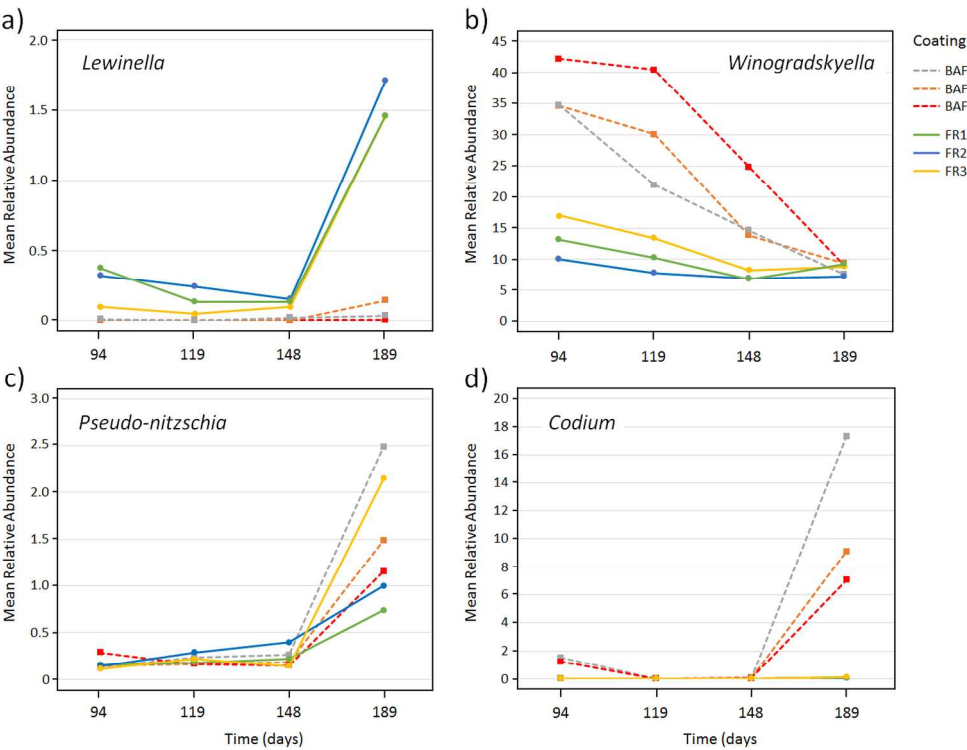 a)
Lewinella
Mean Relative Abundance
2.0
1.5
1.0
0.5
0
94 119 148 189
b)
Winogradskyella
Mean Relative Abundance
45
40
35
30
25
20
15
10
5
0
94 119 148 189
Coating
BAF
BAF
BAF
FR1
FR2
FR3
c)
Pseudo-nitzschia
Mean Relative Abundance
3.0
2.5
2.0
1.5
1.0
0.5
0
94 119 148 189
Time (days)
d)
Codium
Mean Relative Abundance
20
18
16
14
12
10
8
6
4
2
0
94 119 148 189
Time (days)